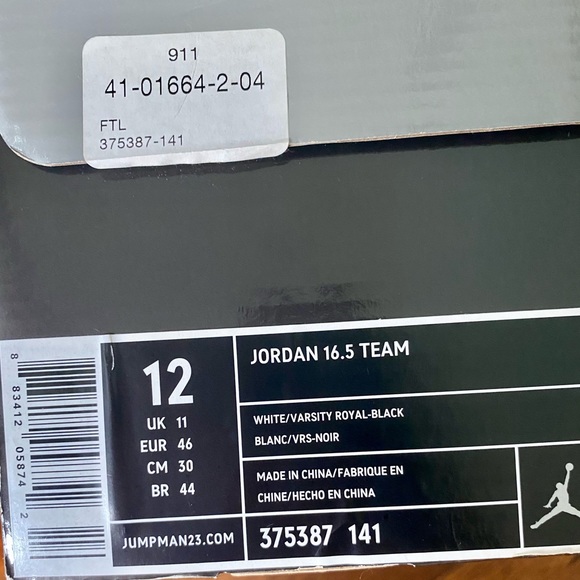 911
41-01664-2-04
FTL
375387-141
8 83412 05874 2
12
UK 11
EUR 46
CM 30
BR 44
JUMPMAN23.COM
JORDAN 16.5 TEAM
WHITE/VARSITY ROYAL-BLACK
BLANC/VRS-NOIR
MADE IN CHINA/FABRIQUE EN
CHINE/HECHO EN CHINA
375387 141